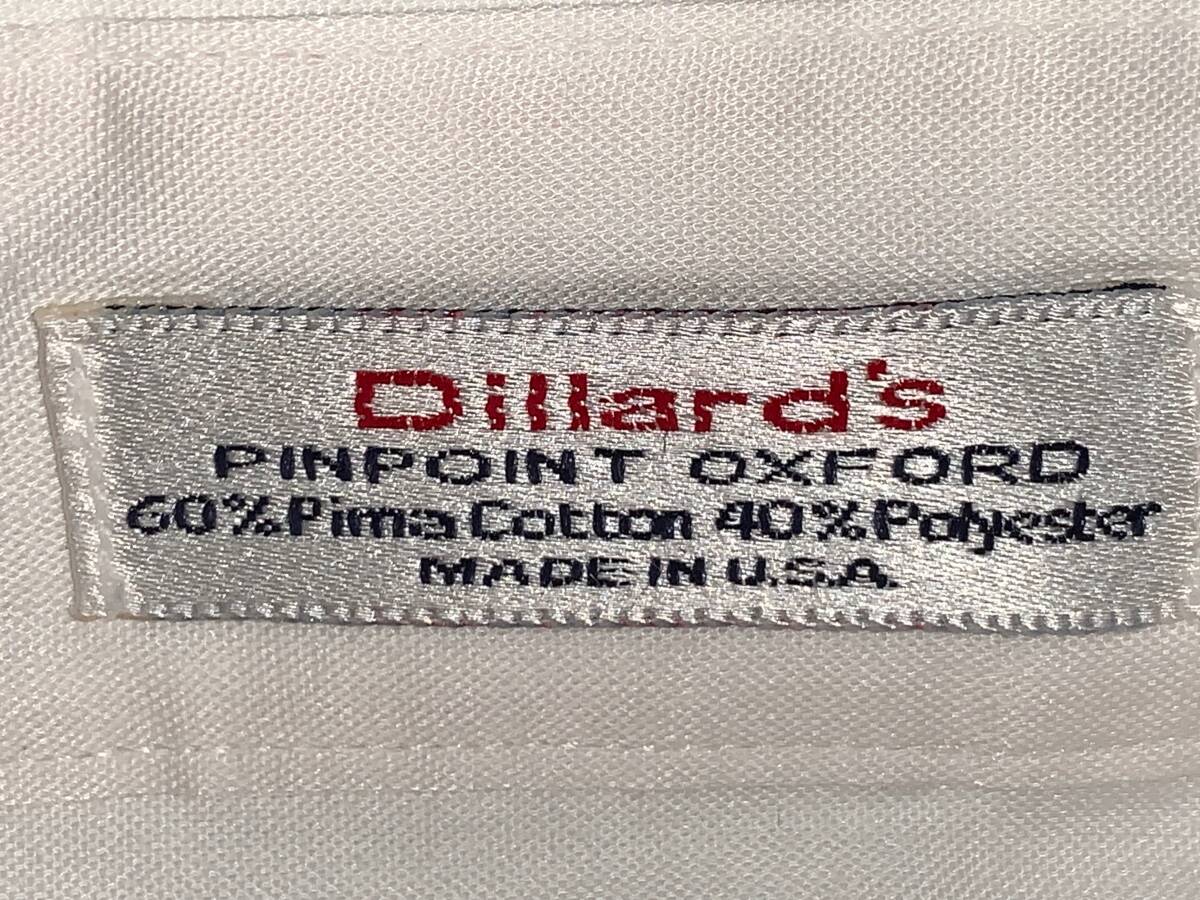 Dillard's
PINPOINT OXFORD
60% Pima Cotton 40% Polyester
MADE IN U.S.A.